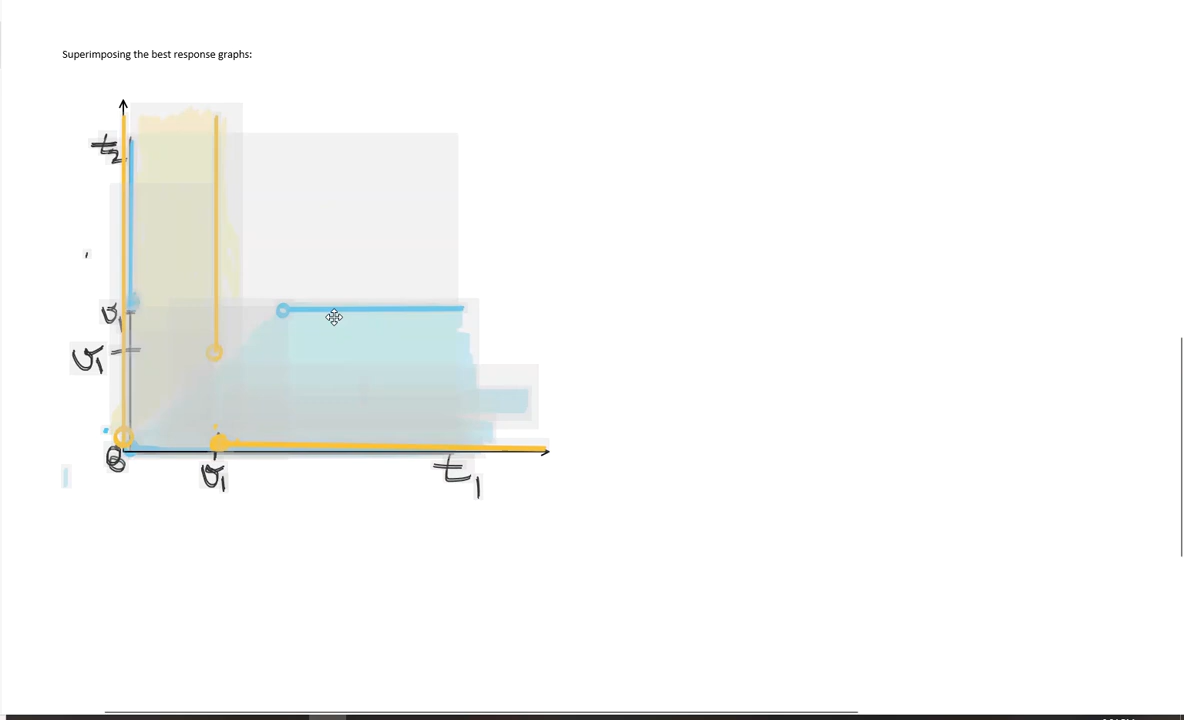 Superimposing the best response graphs:
t2
v1
v1
0
v1
t1